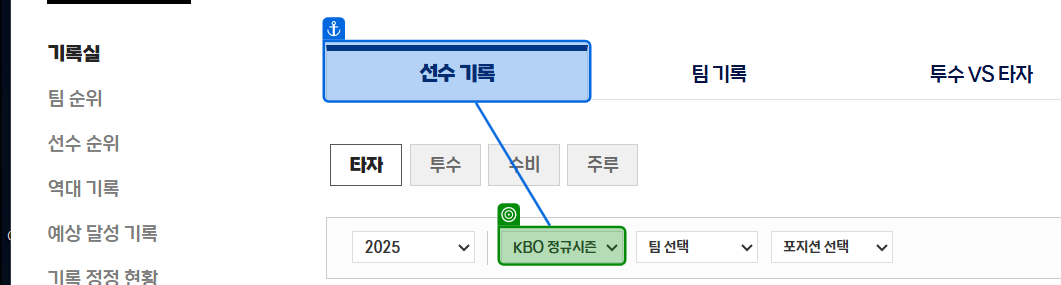 기록실
팀 순위
선수 순위
역대 기록
예상 달성 기록
기록 정정 현황
선수 기록
팀 기록
투수 VS 타자
타자
투수
수비
주루
2025
KBO 정규시즌
팀 선택
포지션 선택